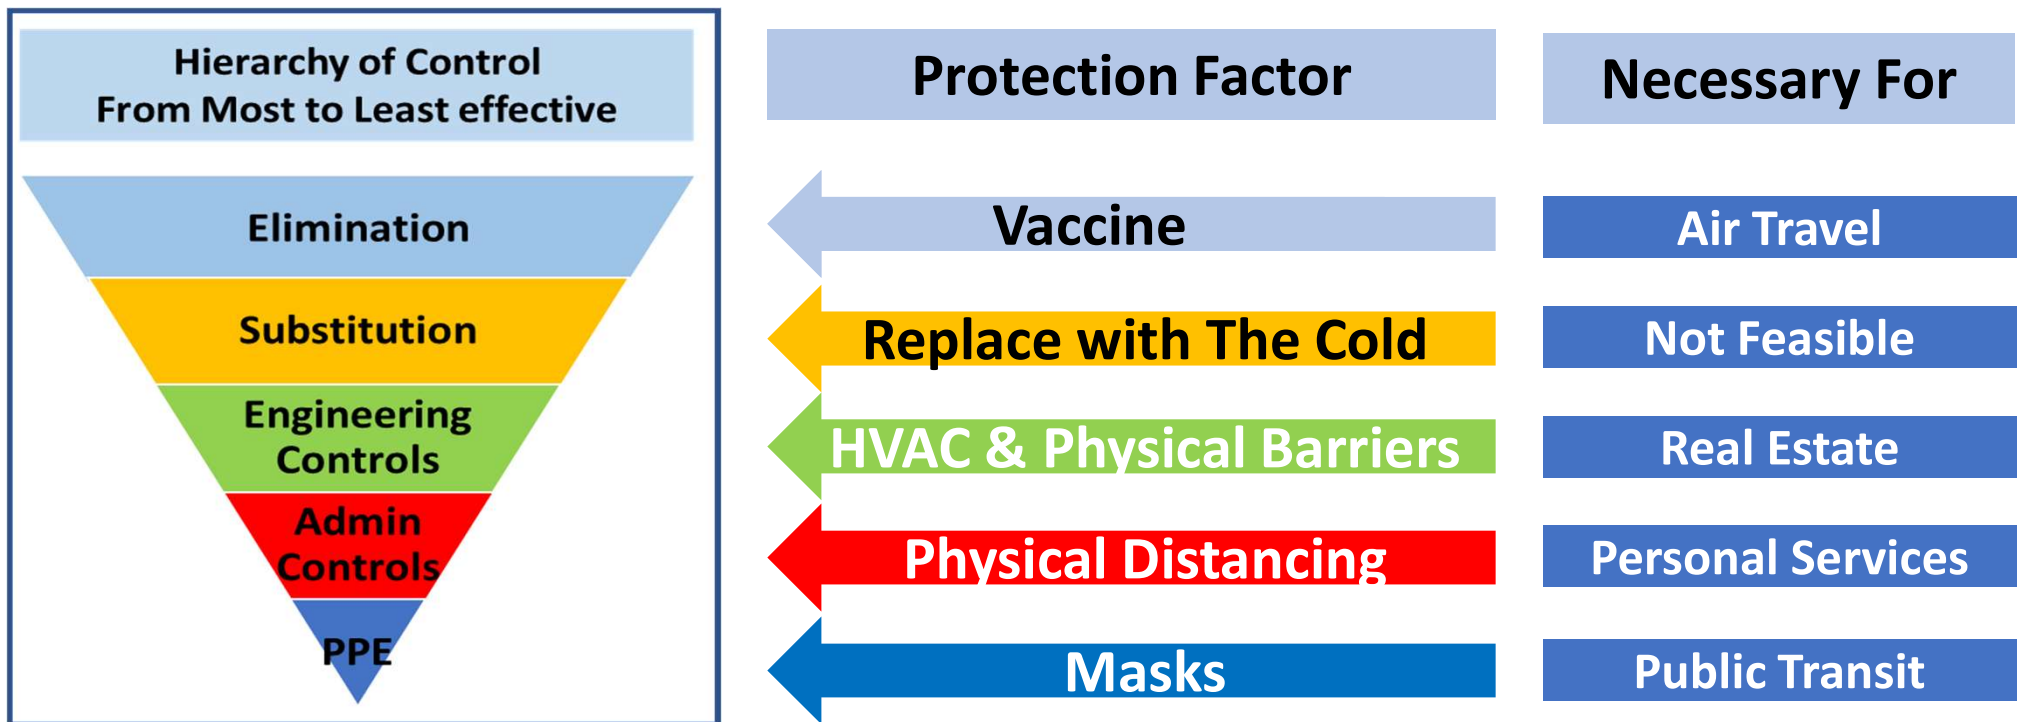 Hierarchy of Control
From Most to Least effective
Protection Factor
Necessary For
Elimination
Vaccine
Air Travel
Substitution
Replace with The Cold
Not Feasible
Engineering
Controls
HVAC & Physical Barriers
Real Estate
Admin
Controls
Physical Distancing
Personal Services
PPE
Masks
Public Transit